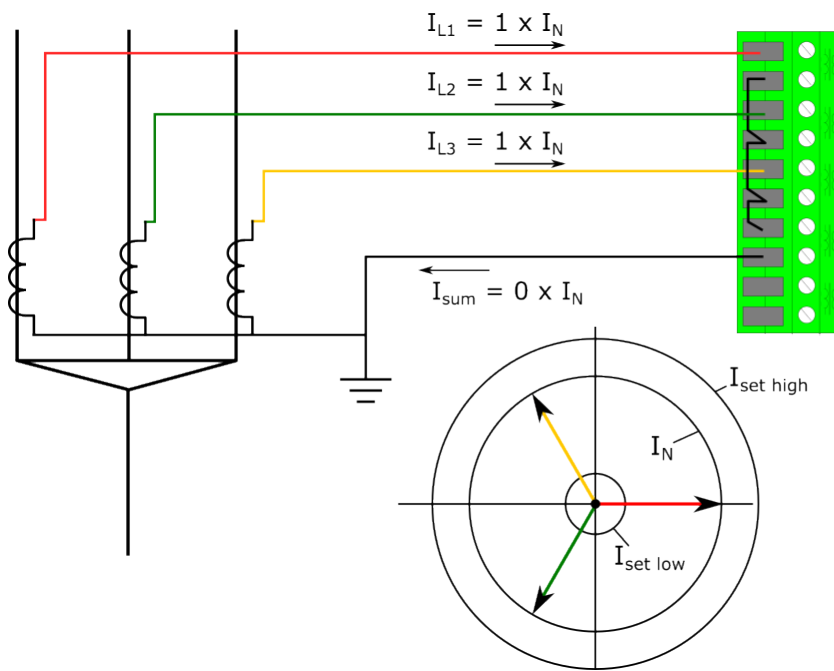 I_L1 = 1 x I_N
I_L2 = 1 x I_N
I_L3 = 1 x I_N
I_sum = 0 x I_N
I_set high
I_N
I_set low